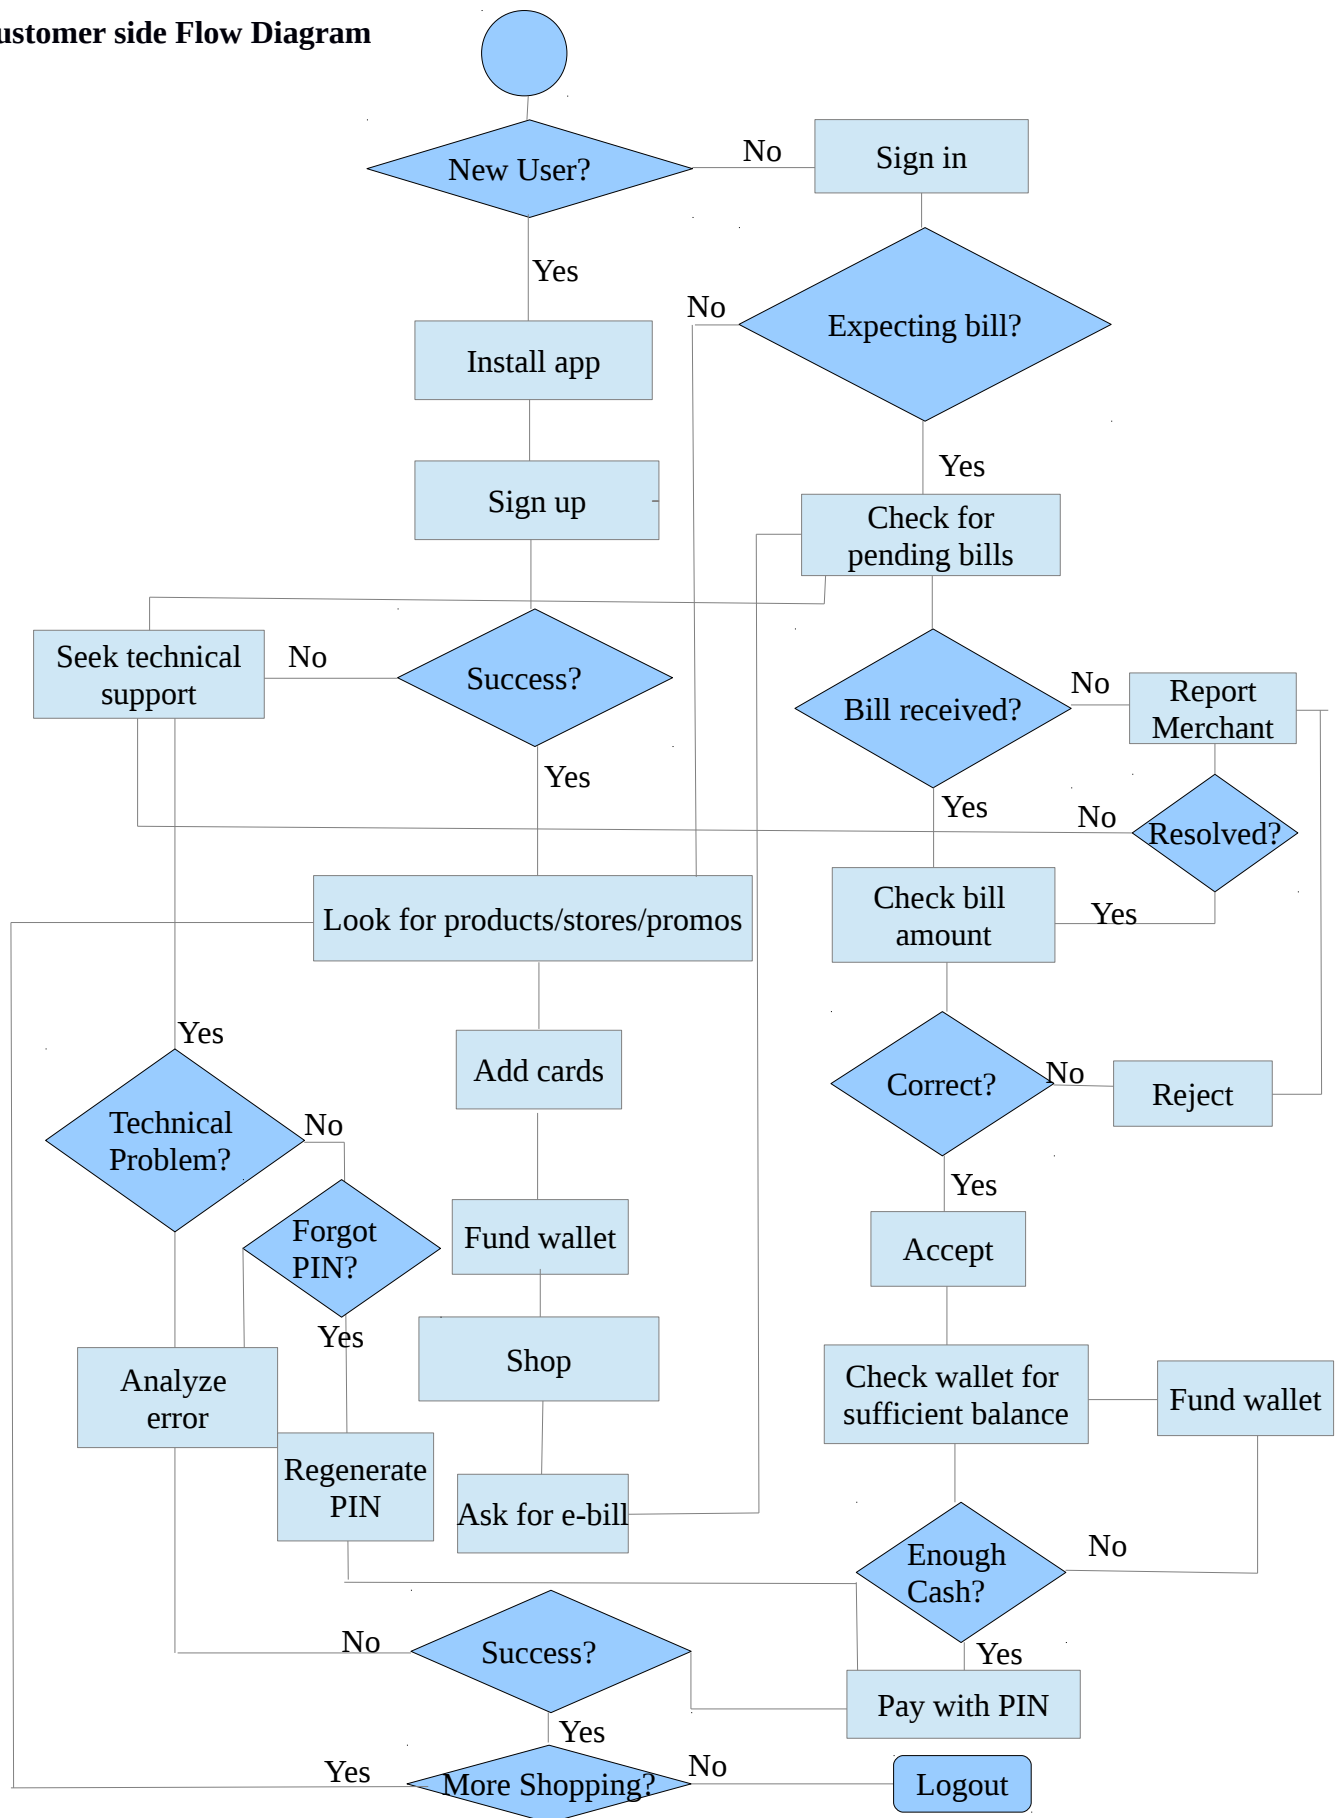 ustomer side Flow Diagram
New User?
No
Sign in
Yes
No
Expecting bill?
Install app
Yes
Sign up
Check for
pending bills
Seek technical
support
No
Success?
Bill received?
No
Report
Merchant
Yes
Yes
No
Resolved?
Look for products/stores/promos
Check bill
amount
Yes
Yes
Add cards
Correct?
No
Reject
Technical
Problem?
No
Yes
Forgot
PIN?
Fund wallet
Accept
Yes
Shop
Analyze
error
Check wallet for
sufficient balance
Fund wallet
Regenerate
PIN
Ask for e-bill
Enough
Cash?
No
No
Success?
Yes
Pay with PIN
Yes
Yes
More Shopping?
No
Logout